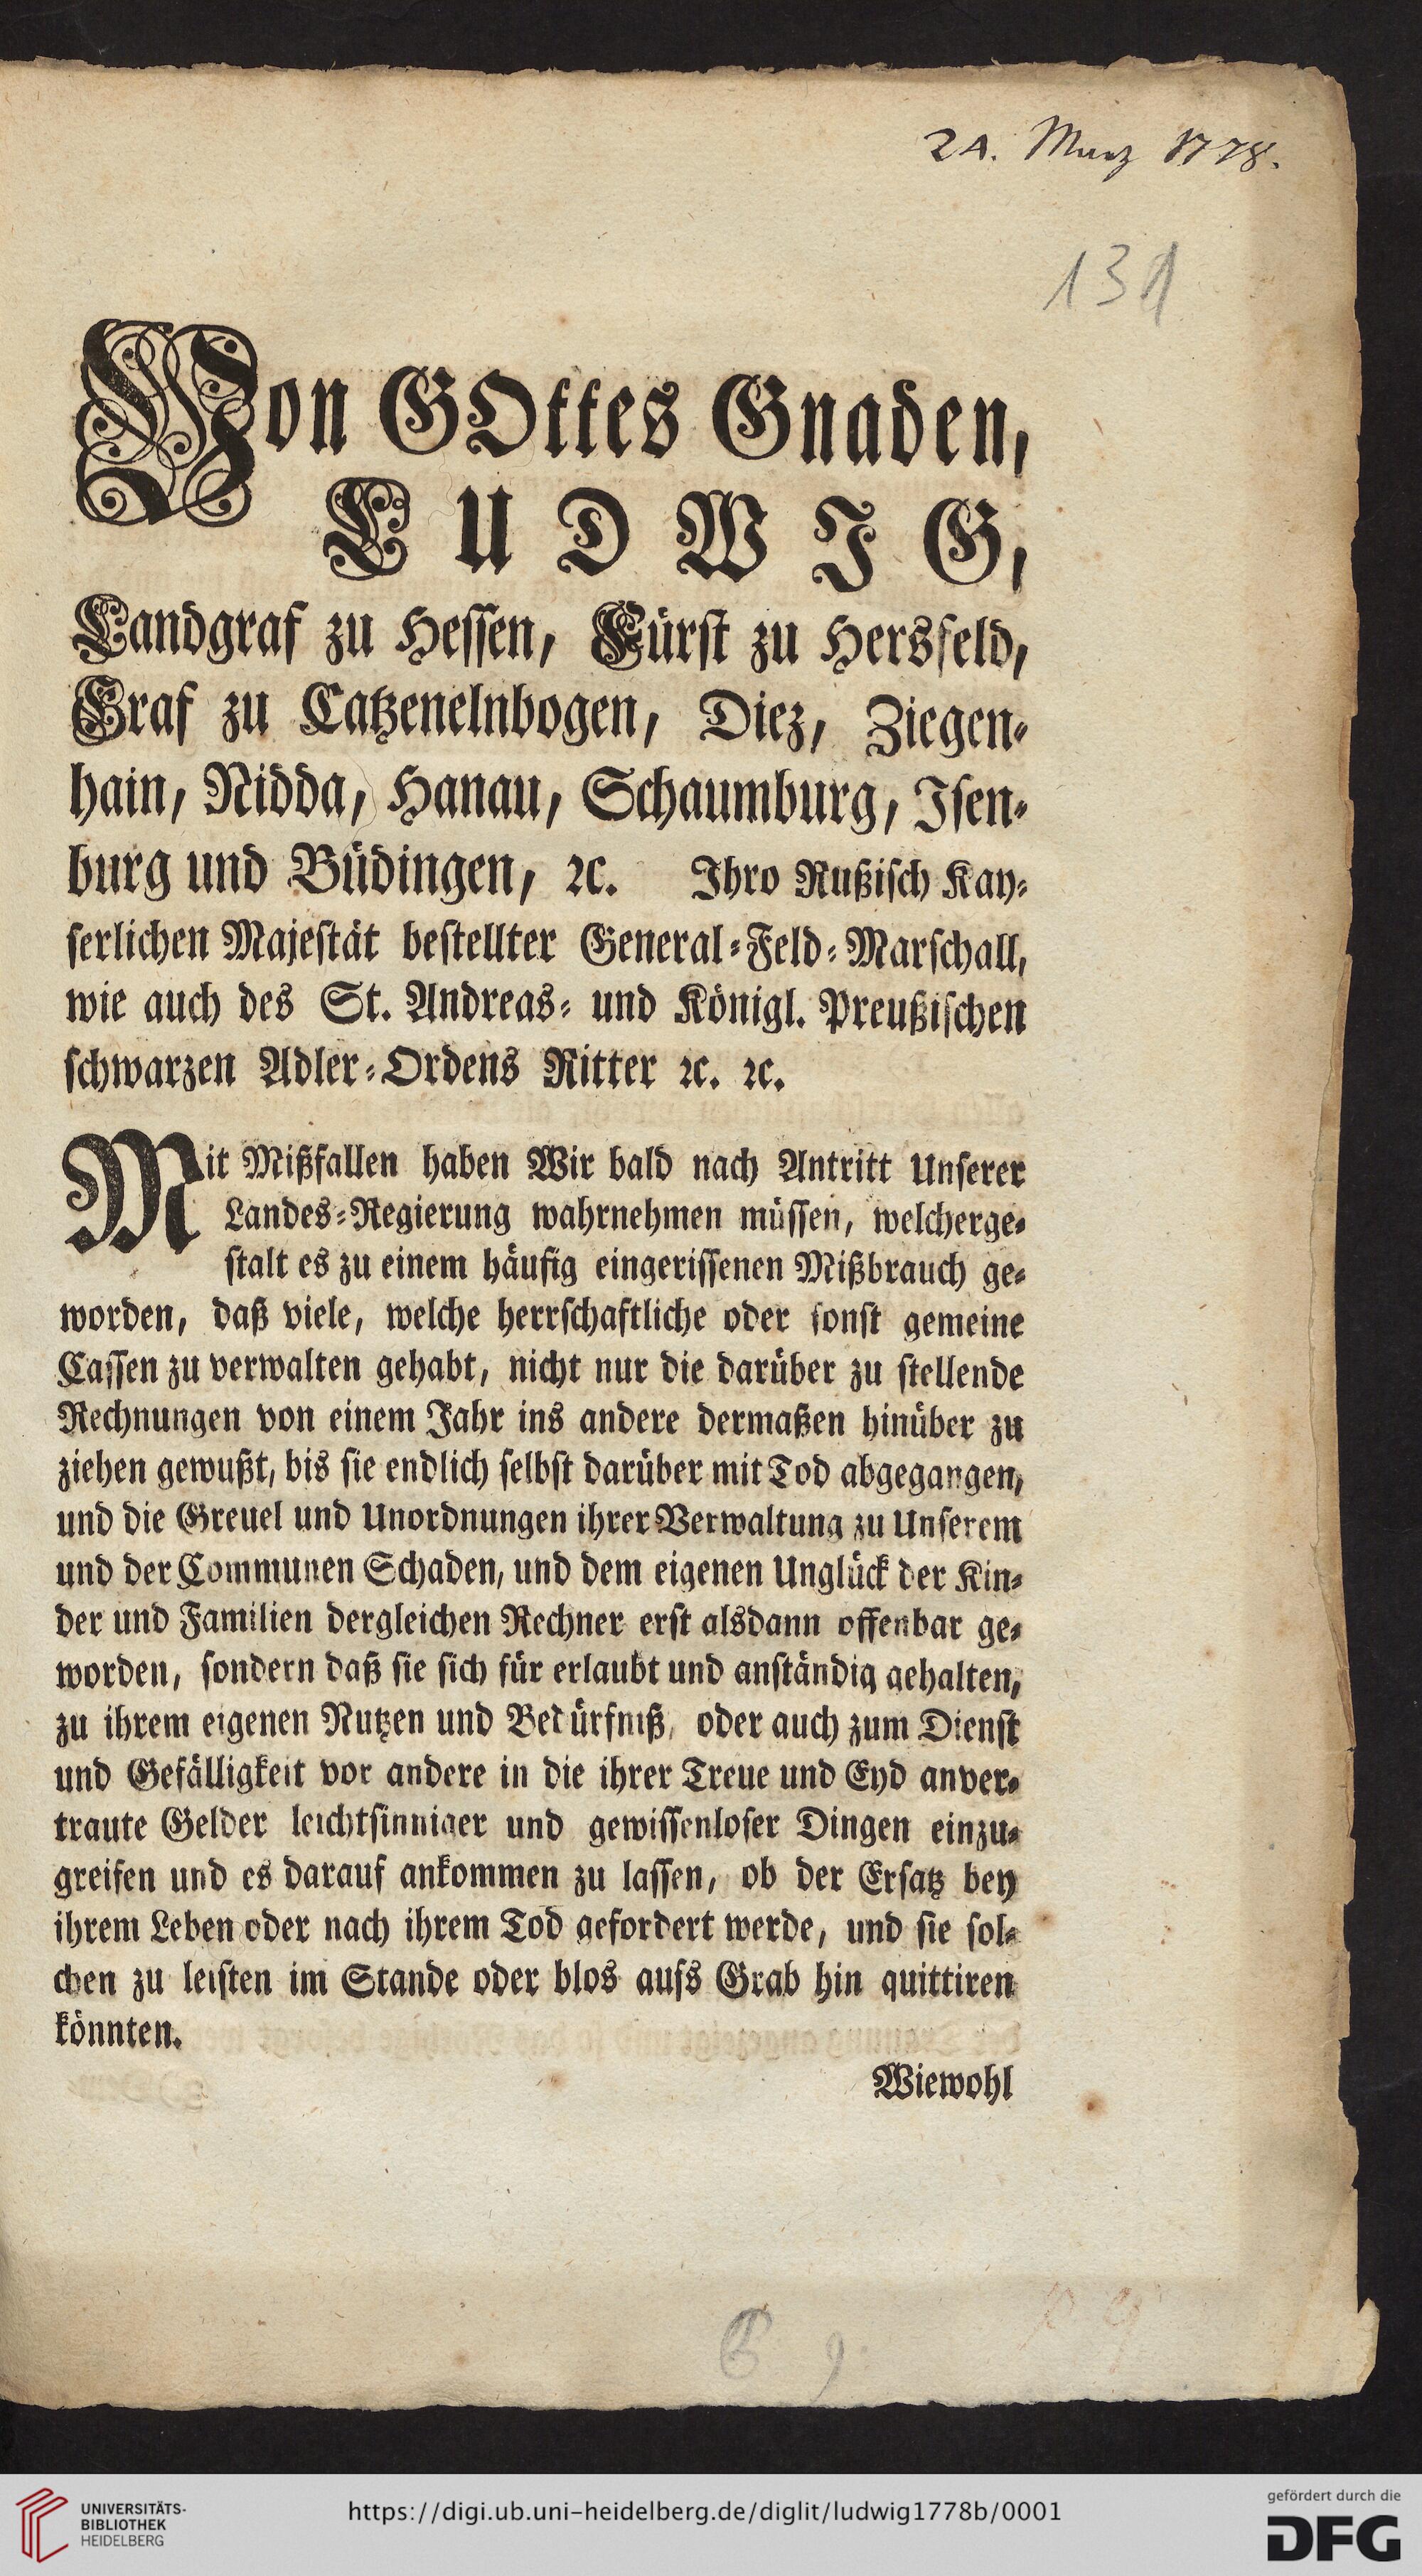 24. Merz 1778.
131
Von GOttes Gnaden,
LUDWIG,
Landgraf zu Hessen, Fürst zu Hersfeld,
Graf zu Catzenelnbogen, Diez, Ziegen-
hain, Nidda, Hanau, Schaumburg, Isen-
burg und Büdingen, ꝛc. Ihro Rußisch Kay-
serlichen Majestät bestellter General-Feld-Marschall,
wie auch des St. Andreas- und Königl. Preußischen
schwarzen Adler-Ordens Ritter ꝛc. ꝛc.
Mit Mißfallen haben Wir bald nach Antritt Unserer
Landes-Regierung wahrnehmen müssen, welcherge-
stalt es zu einem häufig eingerissenen Mißbrauch ge-
worden, daß viele, welche herrschaftliche oder sonst gemeine
Cassen zu verwalten gehabt, nicht nur die darüber zu stellende
Rechnungen von einem Jahr ins andere dermaßen hinüber zu
ziehen gewußt, bis sie endlich selbst darüber mit Tod abgegangen,
und die Greuel und Unordnungen ihrer Verwaltung zu Unserem
und der Communen Schaden, und dem eigenen Unglück der Kin-
der und Familien dergleichen Rechner erst alsdann offenbar ge-
worden, sondern daß sie sich für erlaubt und anständig gehalten,
zu ihrem eigenen Nutzen und Bedürfniß, oder auch zum Dienst
und Gefälligkeit vor andere in die ihrer Treue und Eyd anver-
traute Gelder leichtsinniger und gewissenloser Dingen einzu-
greifen und es darauf ankommen zu lassen, ob der Ersatz bey
ihrem Leben oder nach ihrem Tod gefordert werde, und sie sol-
chen zu leisten im Stande oder blos aufs Grab hin quittiren
könnten.
Wiewohl
UNIVERSITÄTS-
BIBLIOTHEK
HEIDELBERG
https://digi.ub.uni-heidelberg.de/diglit/ludwig1778b/0001
gefördert durch die
DFG